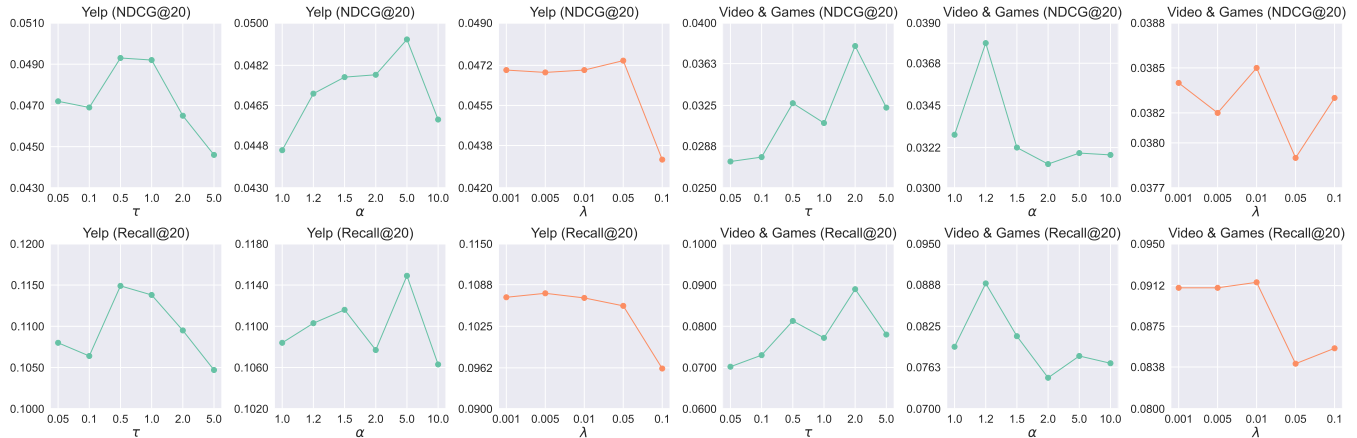 Yelp (NDCG@20)
0.0510
0.0490
0.0470
0.0450
0.0430
0.05 0.1 0.5 1.0 2.0 5.0
τ
Yelp (NDCG@20)
0.0500
0.0482
0.0465
0.0448
0.0430
1.0 1.2 1.5 2.0 5.0 10.0
α
Yelp (NDCG@20)
0.0490
0.0472
0.0455
0.0438
0.0420
0.001 0.005 0.01 0.05 0.1
λ
Video & Games (NDCG@20)
0.0400
0.0363
0.0325
0.0288
0.0250
0.05 0.1 0.5 1.0 2.0 5.0
τ
Video & Games (NDCG@20)
0.0390
0.0368
0.0345
0.0322
0.0300
1.0 1.2 1.5 2.0 5.0 10.0
α
Video & Games (NDCG@20)
0.0388
0.0385
0.0382
0.0380
0.0377
0.001 0.005 0.01 0.05 0.1
λ
Yelp (Recall@20)
0.1200
0.1150
0.1100
0.1050
0.1000
0.05 0.1 0.5 1.0 2.0 5.0
τ
Yelp (Recall@20)
0.1180
0.1140
0.1100
0.1060
0.1020
1.0 1.2 1.5 2.0 5.0 10.0
α
Yelp (Recall@20)
0.1150
0.1088
0.1025
0.0962
0.0900
0.001 0.005 0.01 0.05 0.1
λ
Video & Games (Recall@20)
0.1000
0.0900
0.0800
0.0700
0.0600
0.05 0.1 0.5 1.0 2.0 5.0
τ
Video & Games (Recall@20)
0.0950
0.0888
0.0825
0.0763
0.0700
1.0 1.2 1.5 2.0 5.0 10.0
α
Video & Games (Recall@20)
0.0950
0.0912
0.0875
0.0838
0.0800
0.001 0.005 0.01 0.05 0.1
λ